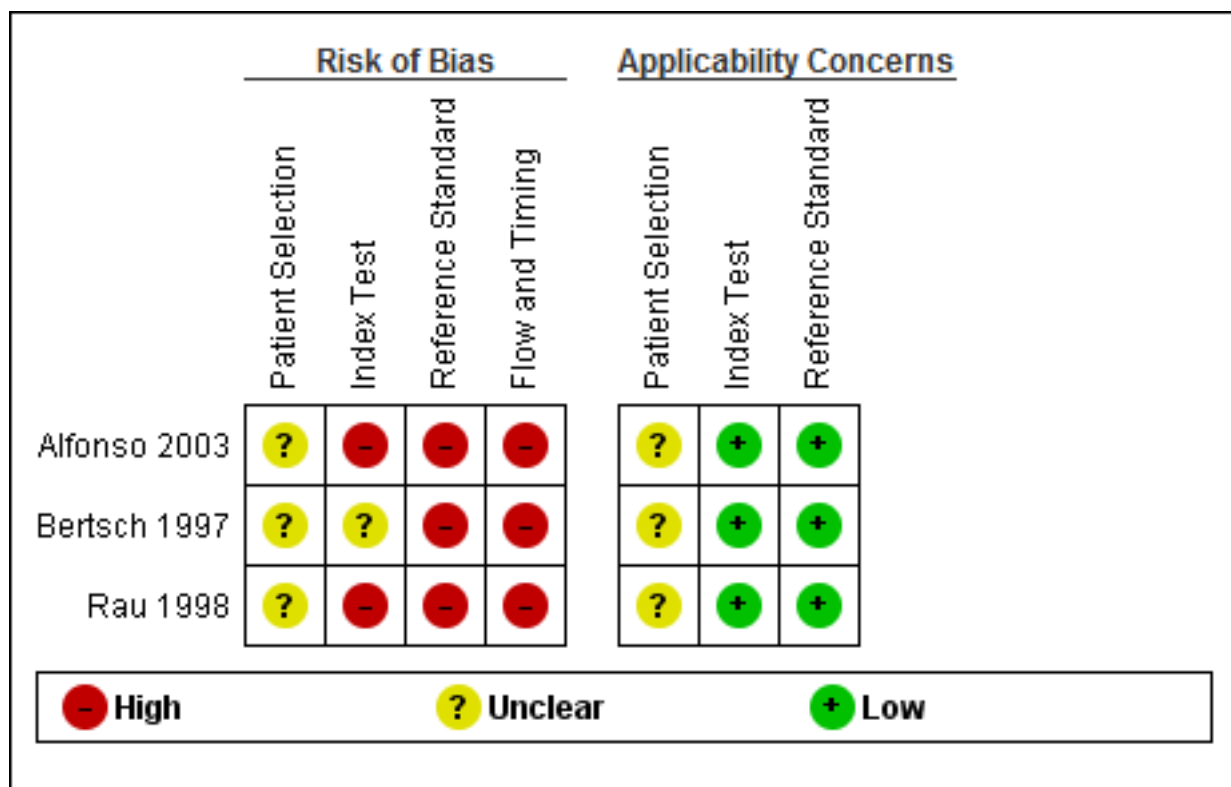 Risk of Bias Applicability Concerns
Patient Selection
Index Test
Reference Standard
Flow and Timing
Patient Selection
Index Test
Reference Standard
Alfonso 2003 ? - - - ? + +
Bertsch 1997 ? ? - - ? + +
Rau 1998 ? - - - ? + +
- High ? Unclear + Low